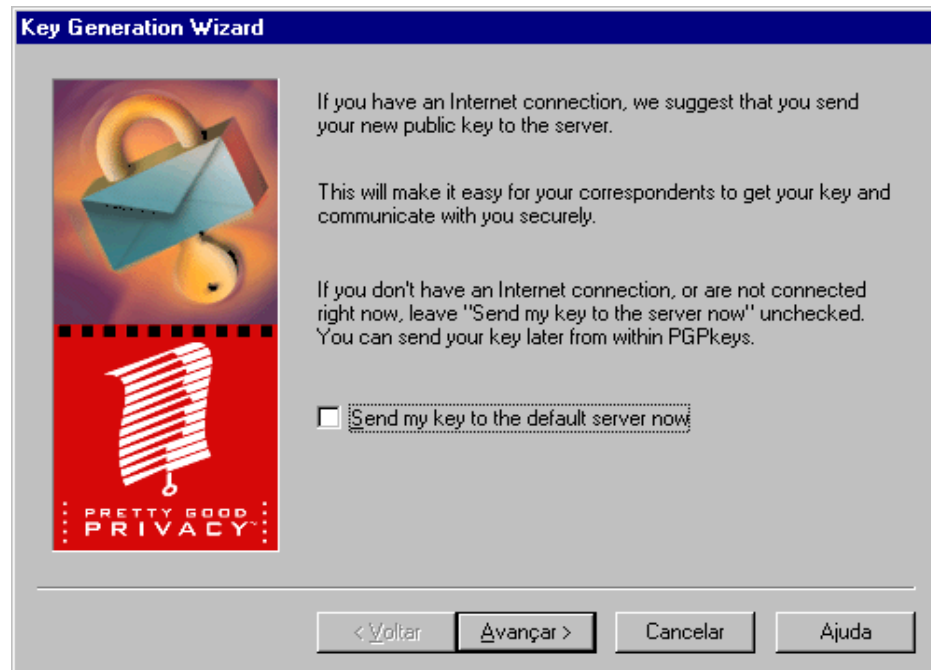 Key Generation Wizard
If you have an Internet connection, we suggest that you send
your new public key to the server.
This will make it easy for your correspondents to get your key and
communicate with you securely.
If you don't have an Internet connection, or are not connected
right now, leave "Send my key to the server now" unchecked.
You can send your key later from within PGPkeys.
Send my key to the default server now
PRETTY GOOD
PRIVACY™
< Voltar
Avançar >
Cancelar
Ajuda